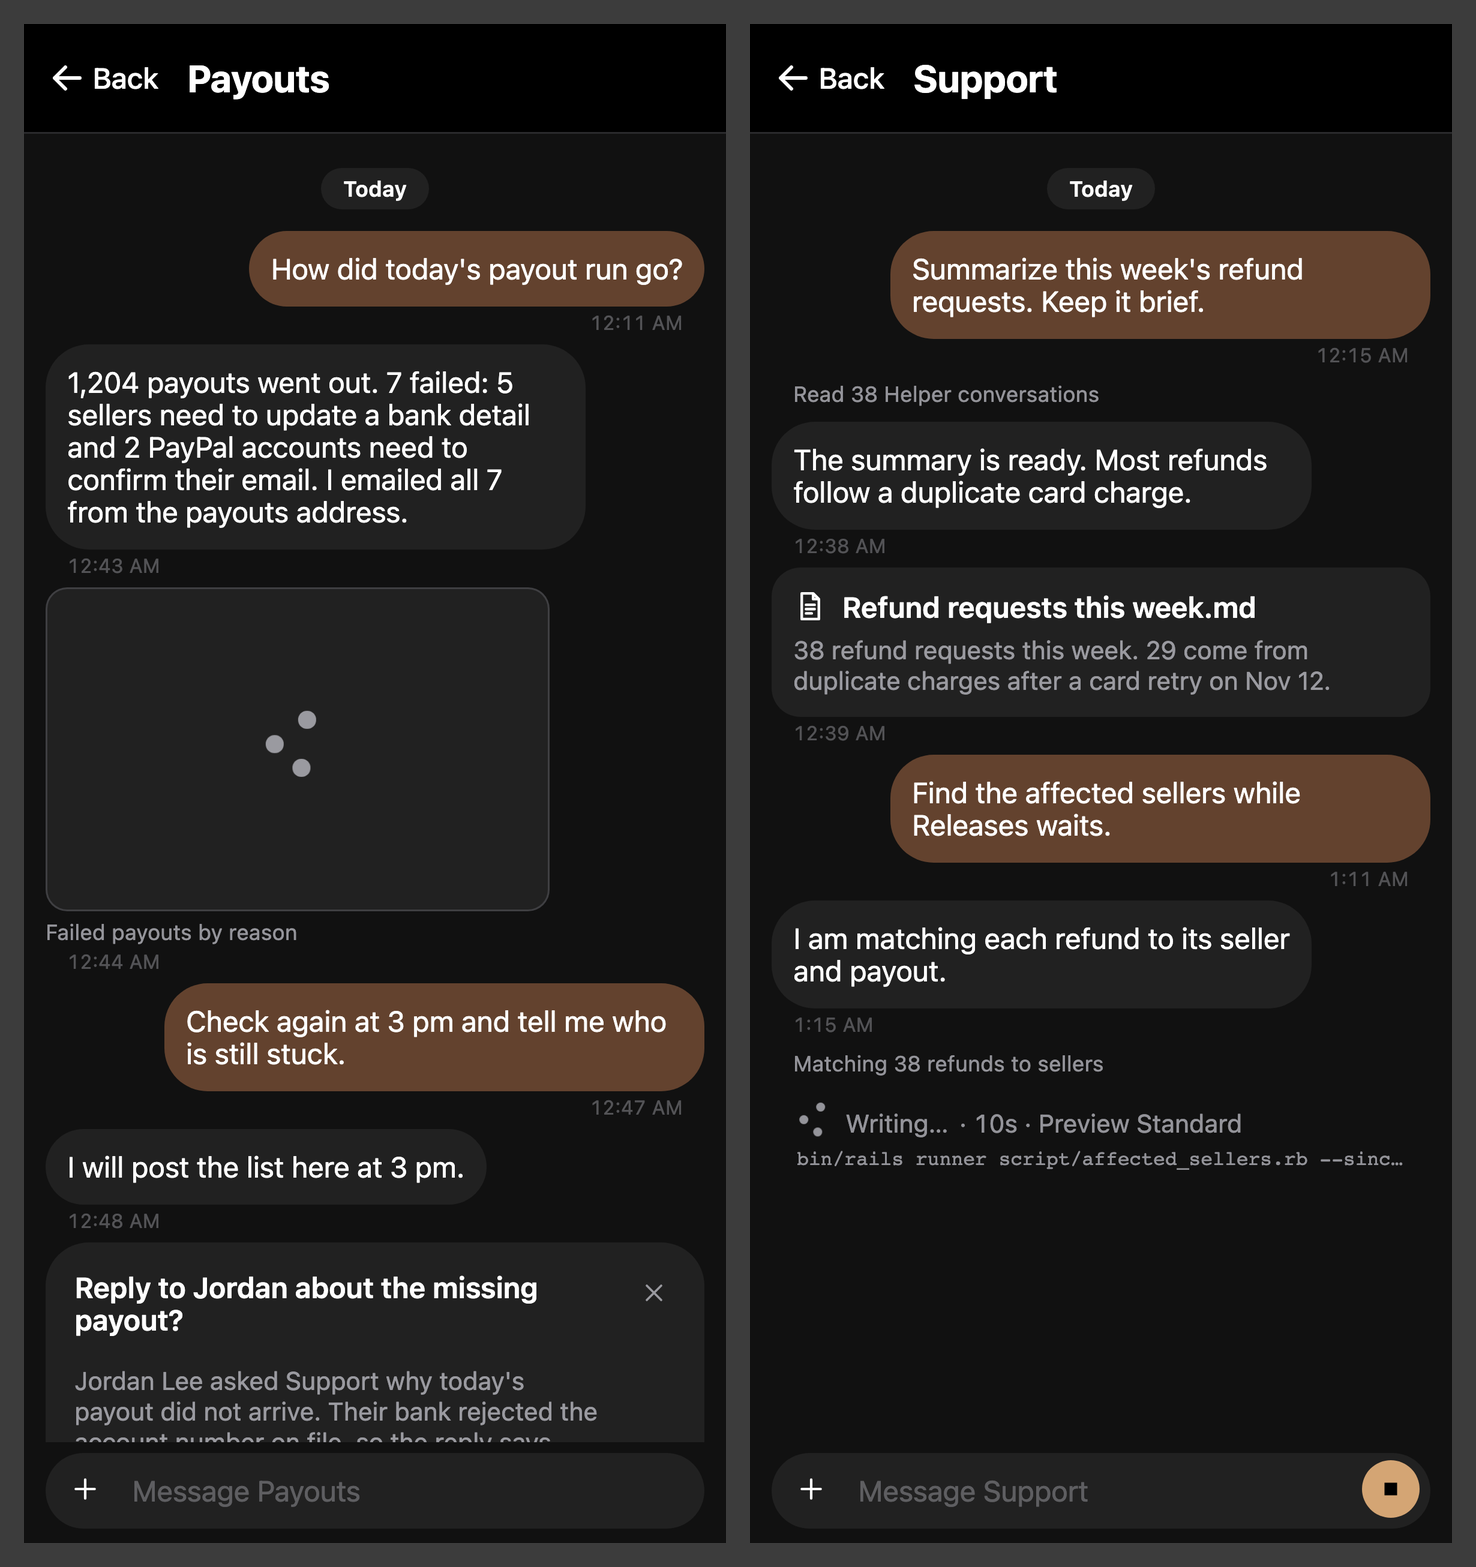 Back Payouts
Today
How did today's payout run go?
12:11 AM
1,204 payouts went out. 7 failed: 5
sellers need to update a bank detail
and 2 PayPal accounts need to
confirm their email. I emailed all 7
from the payouts address.
12:43 AM
Failed payouts by reason
12:44 AM
Check again at 3 pm and tell me who
is still stuck.
12:47 AM
I will post the list here at 3 pm.
12:48 AM
Reply to Jordan about the missing
payout?
Jordan Lee asked Support why today's
payout did not arrive. Their bank rejected the
account number on file, so the reply says
Message Payouts
Back Support
Today
Summarize this week's refund
requests. Keep it brief.
12:15 AM
Read 38 Helper conversations
The summary is ready. Most refunds
follow a duplicate card charge.
12:38 AM
Refund requests this week.md
38 refund requests this week. 29 come from
duplicate charges after a card retry on Nov 12.
12:39 AM
Find the affected sellers while
Releases waits.
1:11 AM
I am matching each refund to its seller
and payout.
1:15 AM
Matching 38 refunds to sellers
Writing... · 10s · Preview Standard
bin/rails runner script/affected_sellers.rb --sinc…
Message Support